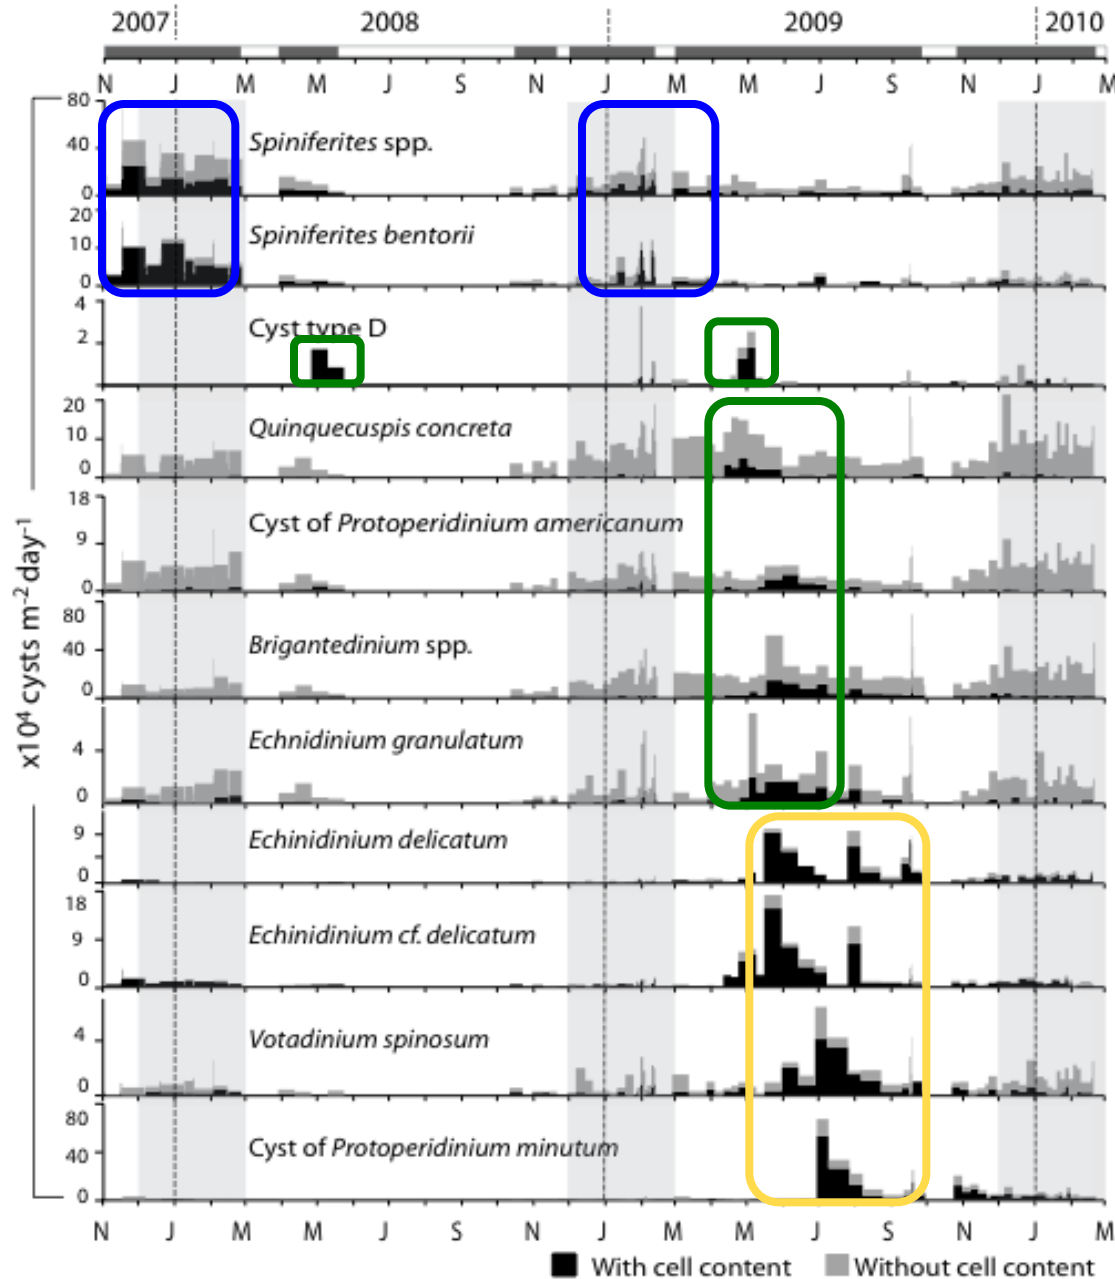 2007 2008 2009 2010
N J M M J S N J M M J S N J M
80
40
0
Spiniferites spp.
20
10
0
Spiniferites bentorii
4
2
Cyst type D
20
10
0
Quinquecuspis concreta
18
9
0
Cyst of Protoperidinium americanum
80
40
0
Brigantedinium spp.
4
0
Echnidinium granulatum
9
0
Echinidinium delicatum
18
9
0
Echinidinium cf. delicatum
4
0
Votadinium spinosum
80
40
0
Cyst of Protoperidinium minutum
x10⁴ cysts m⁻² day⁻¹
N J M M J S N J M M J S N J M
With cell content Without cell content